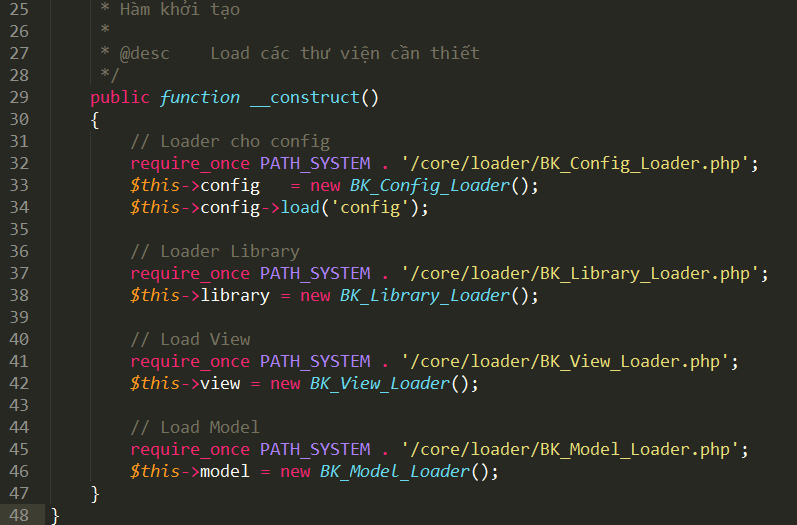 25 * Hàm khởi tạo
26 *
27 * @desc    Load các thư viện cần thiết
28 */
29 public function __construct()
30 {
31 // Loader cho config
32 require_once PATH_SYSTEM . '/core/loader/BK_Config_Loader.php';
33 $this->config   = new BK_Config_Loader();
34 $this->config->load('config');
35
36 // Loader Library
37 require_once PATH_SYSTEM . '/core/loader/BK_Library_Loader.php';
38 $this->library = new BK_Library_Loader();
39
40 // Load View
41 require_once PATH_SYSTEM . '/core/loader/BK_View_Loader.php';
42 $this->view = new BK_View_Loader();
43
44 // Load Model
45 require_once PATH_SYSTEM . '/core/loader/BK_Model_Loader.php';
46 $this->model = new BK_Model_Loader();
47 }
48 }